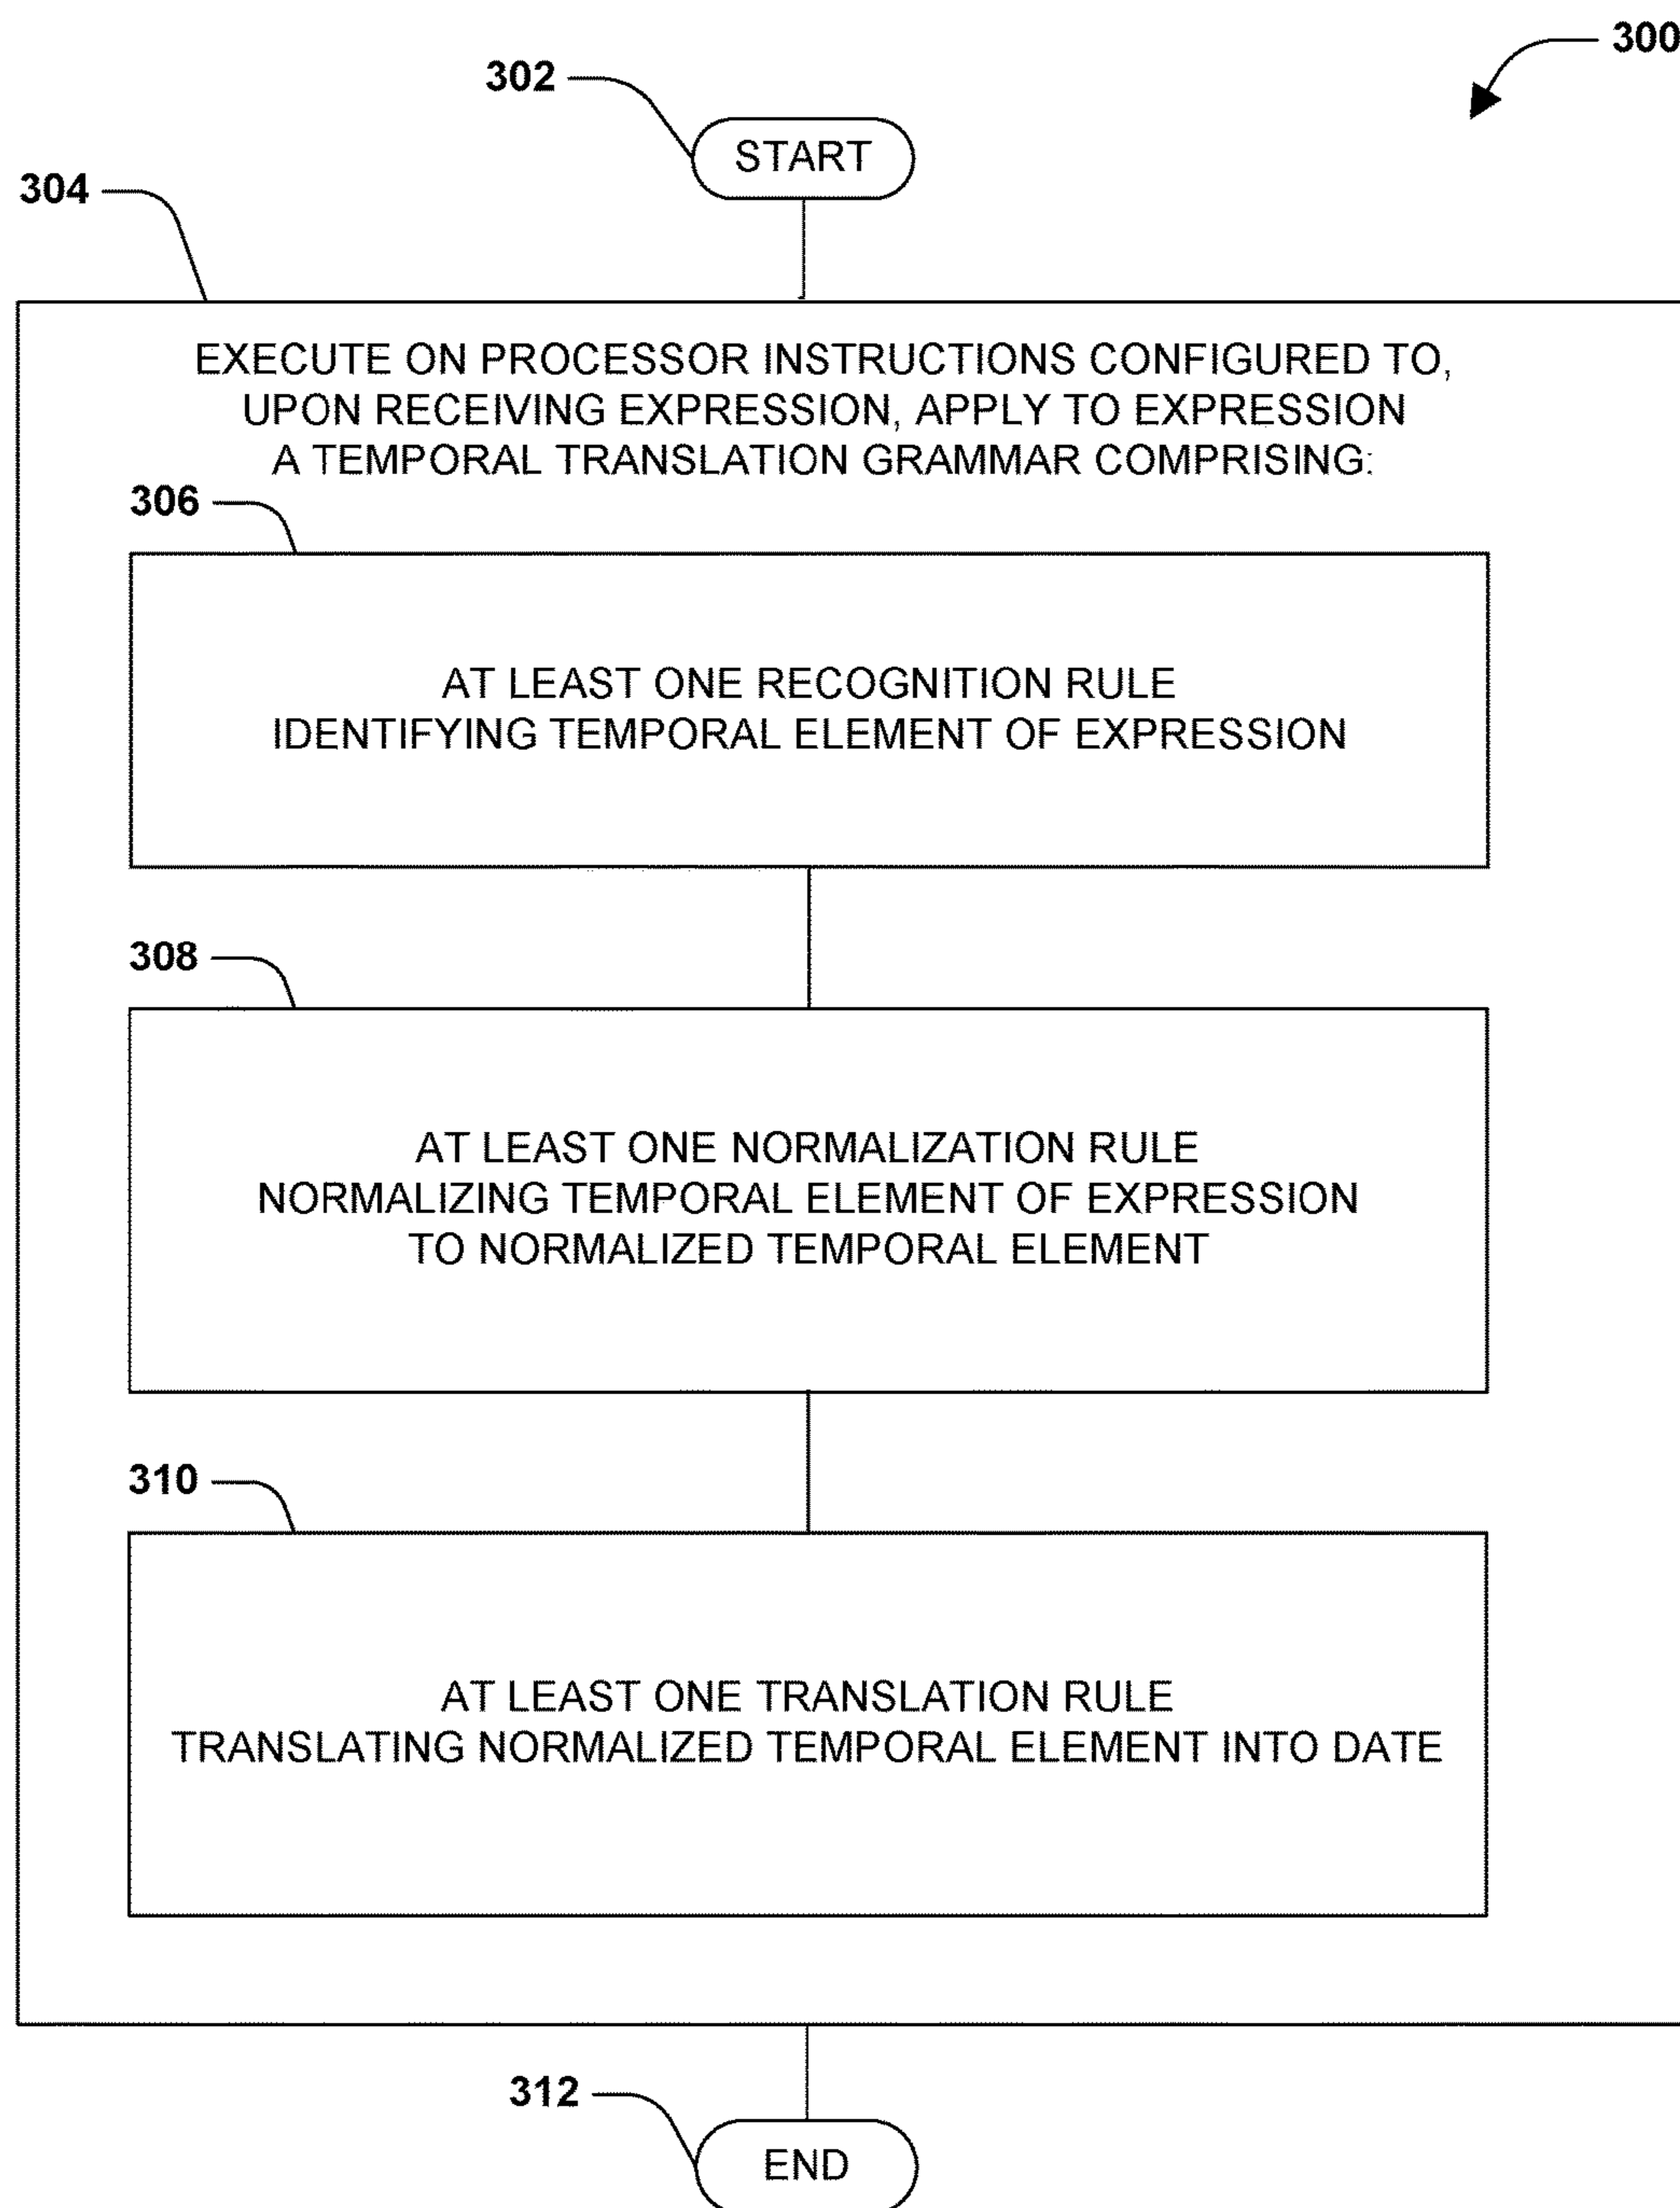 300
302
START
304
EXECUTE ON PROCESSOR INSTRUCTIONS CONFIGURED TO,
UPON RECEIVING EXPRESSION, APPLY TO EXPRESSION
A TEMPORAL TRANSLATION GRAMMAR COMPRISING:
306
AT LEAST ONE RECOGNITION RULE
IDENTIFYING TEMPORAL ELEMENT OF EXPRESSION
308
AT LEAST ONE NORMALIZATION RULE
NORMALIZING TEMPORAL ELEMENT OF EXPRESSION
TO NORMALIZED TEMPORAL ELEMENT
310
AT LEAST ONE TRANSLATION RULE
TRANSLATING NORMALIZED TEMPORAL ELEMENT INTO DATE
312
END